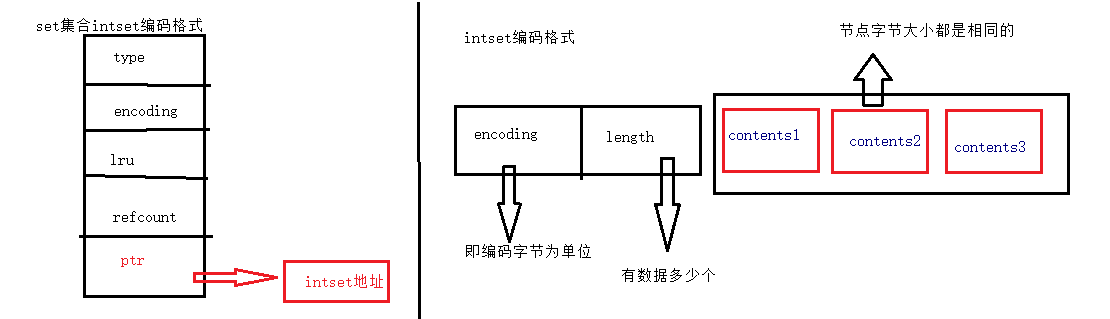 set集合intset编码格式
type
encoding
lru
refcount
ptr
intset地址
intset编码格式
节点字节大小都是相同的
encoding
length
contents1
contents2
contents3
即编码字节为单位
有数据多少个